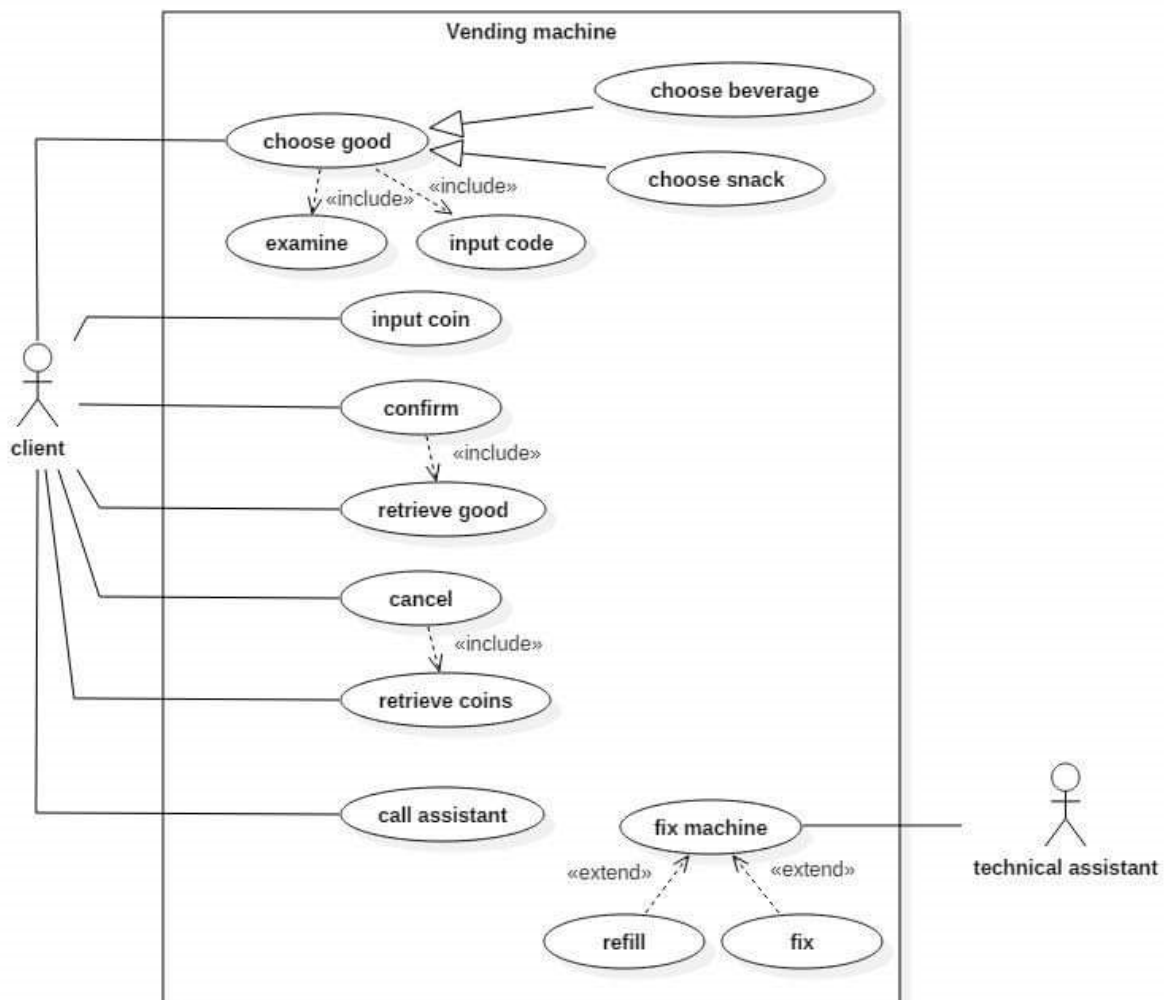 Vending machine
choose beverage
choose good
choose snack
«include»
«include»
examine
input code
input coin
confirm
client
«include»
retrieve good
cancel
«include»
retrieve coins
call assistant
fix machine
technical assistant
«extend»
«extend»
refill
fix